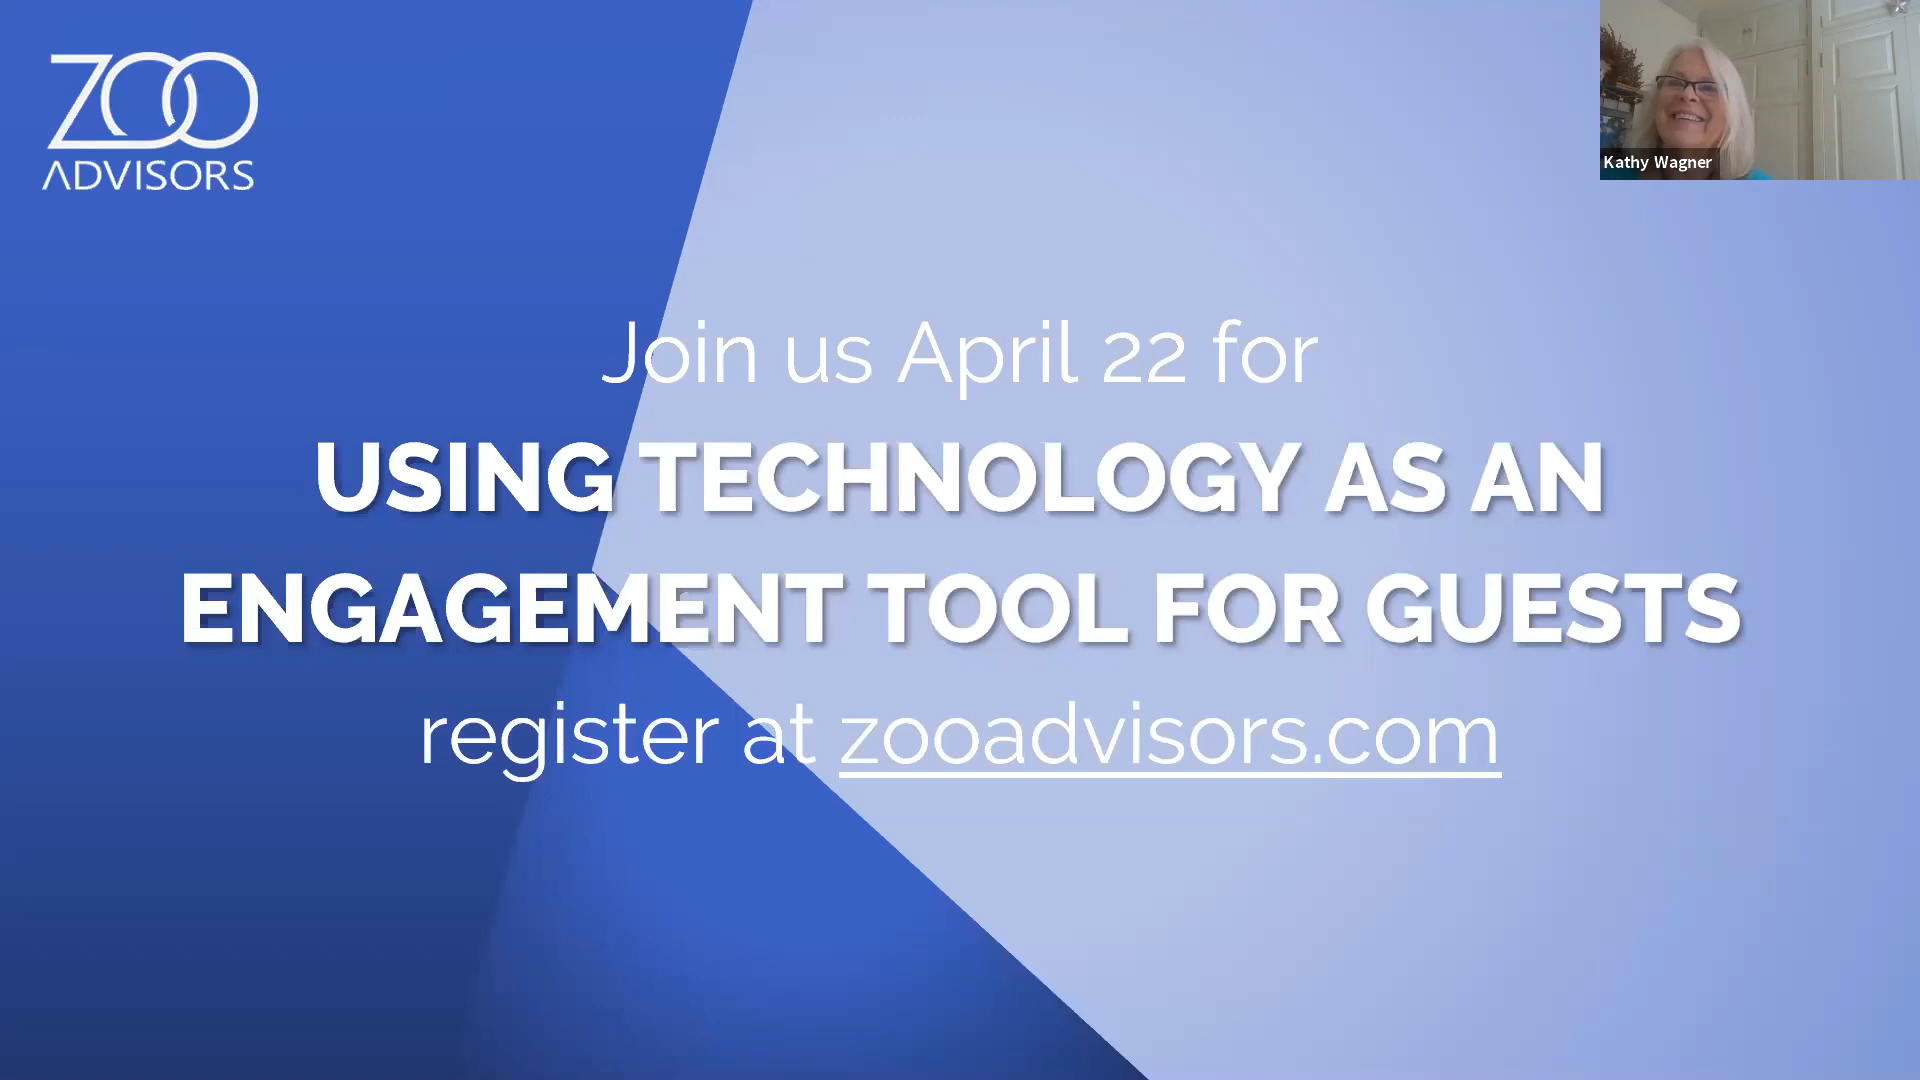 ZOO
ADVISORS
Kathy Wagner
Join us April 22 for
USING TECHNOLOGY AS AN
ENGAGEMENT TOOL FOR GUESTS
register at zooadvisors.com